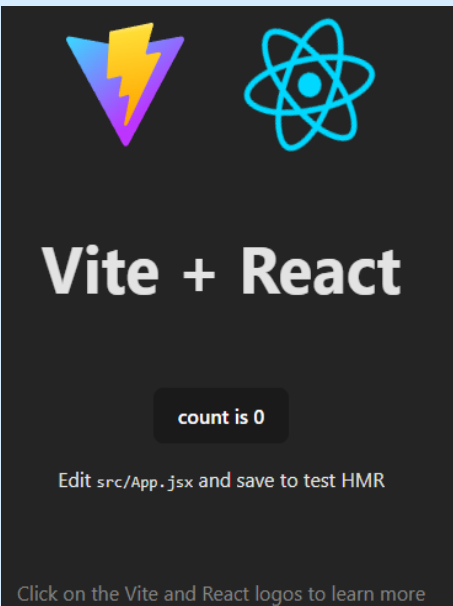 Vite + React
count is 0
Edit src/App.jsx and save to test HMR
Click on the Vite and React logos to learn more